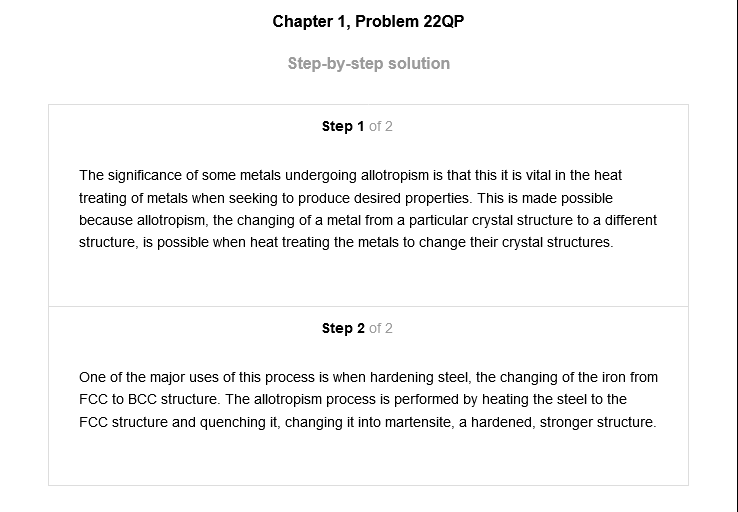 Chapter 1, Problem 22QP
Step-by-step solution
Step 1 of 2
The significance of some metals undergoing allotropism is that this it is vital in the heat
treating of metals when seeking to produce desired properties. This is made possible
because allotropism, the changing of a metal from a particular crystal structure to a different
structure, is possible when heat treating the metals to change their crystal structures.
Step 2 of 2
One of the major uses of this process is when hardening steel, the changing of the iron from
FCC to BCC structure. The allotropism process is performed by heating the steel to the
FCC structure and quenching it, changing it into martensite, a hardened, stronger structure.